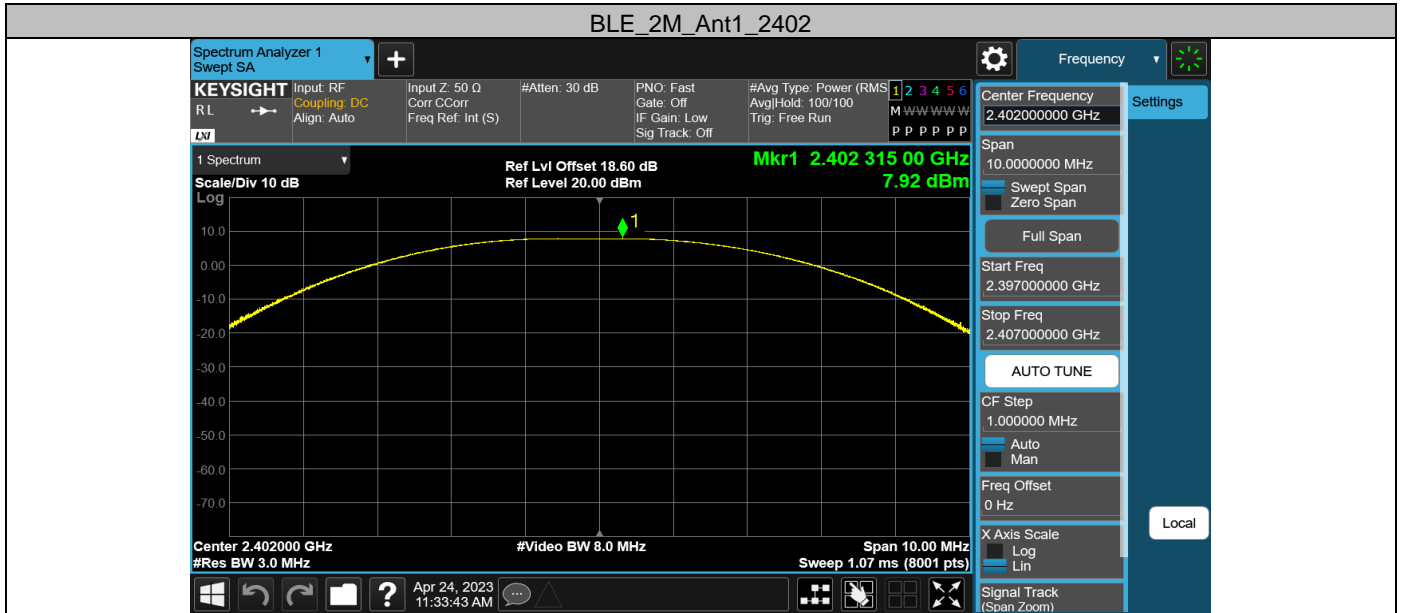 BLE_2M_Ant1_2402
Spectrum Analyzer 1
Swept SA
+
Frequency
KEYSIGHT
RL
LXI
Input: RF
Coupling: DC
Align: Auto
Input Z: 50 Ω
Corr CCorr
Freq Ref: Int (S)
#Atten: 30 dB
PNO: Fast
Gate: Off
IF Gain: Low
Sig Track: Off
#Avg Type: Power (RMS
Avg|Hold: 100/100
Trig: Free Run
1 2 3 4 5 6
M W W W W W
P P P P P P
1 Spectrum
Scale/Div 10 dB
Log
Ref Lvl Offset 18.60 dB
Ref Level 20.00 dBm
Mkr1 2.402 315 00 GHz
7.92 dBm
1
10.0
0.00
-10.0
-20.0
-30.0
-40.0
-50.0
-60.0
-70.0
Center 2.402000 GHz
#Res BW 3.0 MHz
#Video BW 8.0 MHz
Span 10.00 MHz
Sweep 1.07 ms (8001 pts)
?
Apr 24, 2023
11:33:43 AM
Center Frequency
2.402000000 GHz
Settings
Span
10.0000000 MHz
Swept Span
Zero Span
Full Span
Start Freq
2.397000000 GHz
Stop Freq
2.407000000 GHz
AUTO TUNE
CF Step
1.000000 MHz
Auto
Man
Freq Offset
0 Hz
X Axis Scale
Log
Lin
Local
Signal Track
(Span Zoom)